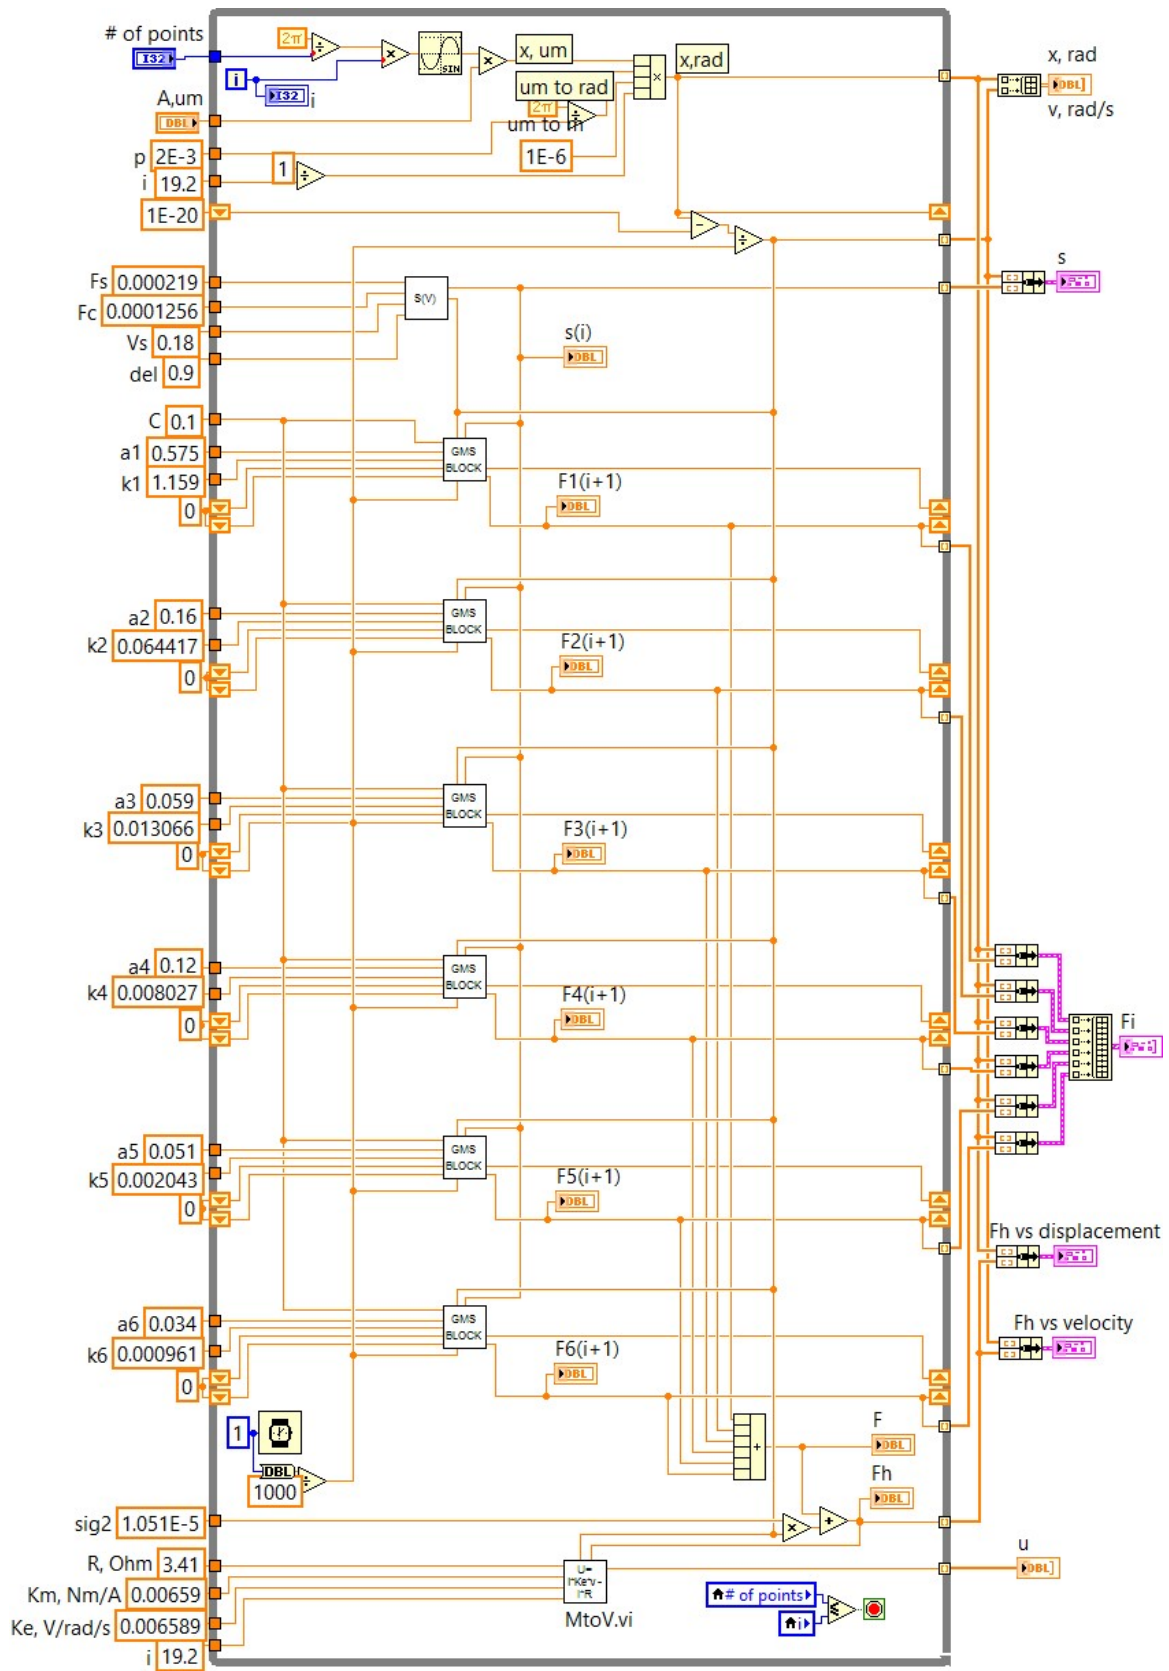 # of points
I32
2π
÷
×
SIN
×
x, um
x,rad
i
I32
i
um to rad
×
A,um
DBL
2π
÷
um to m
p 2E-3
1E-6
i 19.2
1
÷
1E-20
-
÷
x, rad
DBL
v, rad/s
s
Fs 0.000219
Fc 0.0001256
Vs 0.18
del 0.9
S(V)
s(i)
DBL
C 0.1
a1 0.575
k1 1.159
0
GMS
BLOCK
F1(i+1)
DBL
a2 0.16
k2 0.064417
0
GMS
BLOCK
F2(i+1)
DBL
a3 0.059
k3 0.013066
0
GMS
BLOCK
F3(i+1)
DBL
a4 0.12
k4 0.008027
0
GMS
BLOCK
F4(i+1)
DBL
Fi
a5 0.051
k5 0.002043
0
GMS
BLOCK
F5(i+1)
DBL
Fh vs displacement
Fh vs velocity
a6 0.034
k6 0.000961
0
GMS
BLOCK
F6(i+1)
DBL
1
DBL
÷
1000
+
F
DBL
Fh
DBL
sig2 1.051E-5
×
+
R, Ohm 3.41
Km, Nm/A 0.00659
Ke, V/rad/s 0.006589
i 19.2
U=
I*Ke*v-
I*R
MtoV.vi
u
DBL
# of points
i